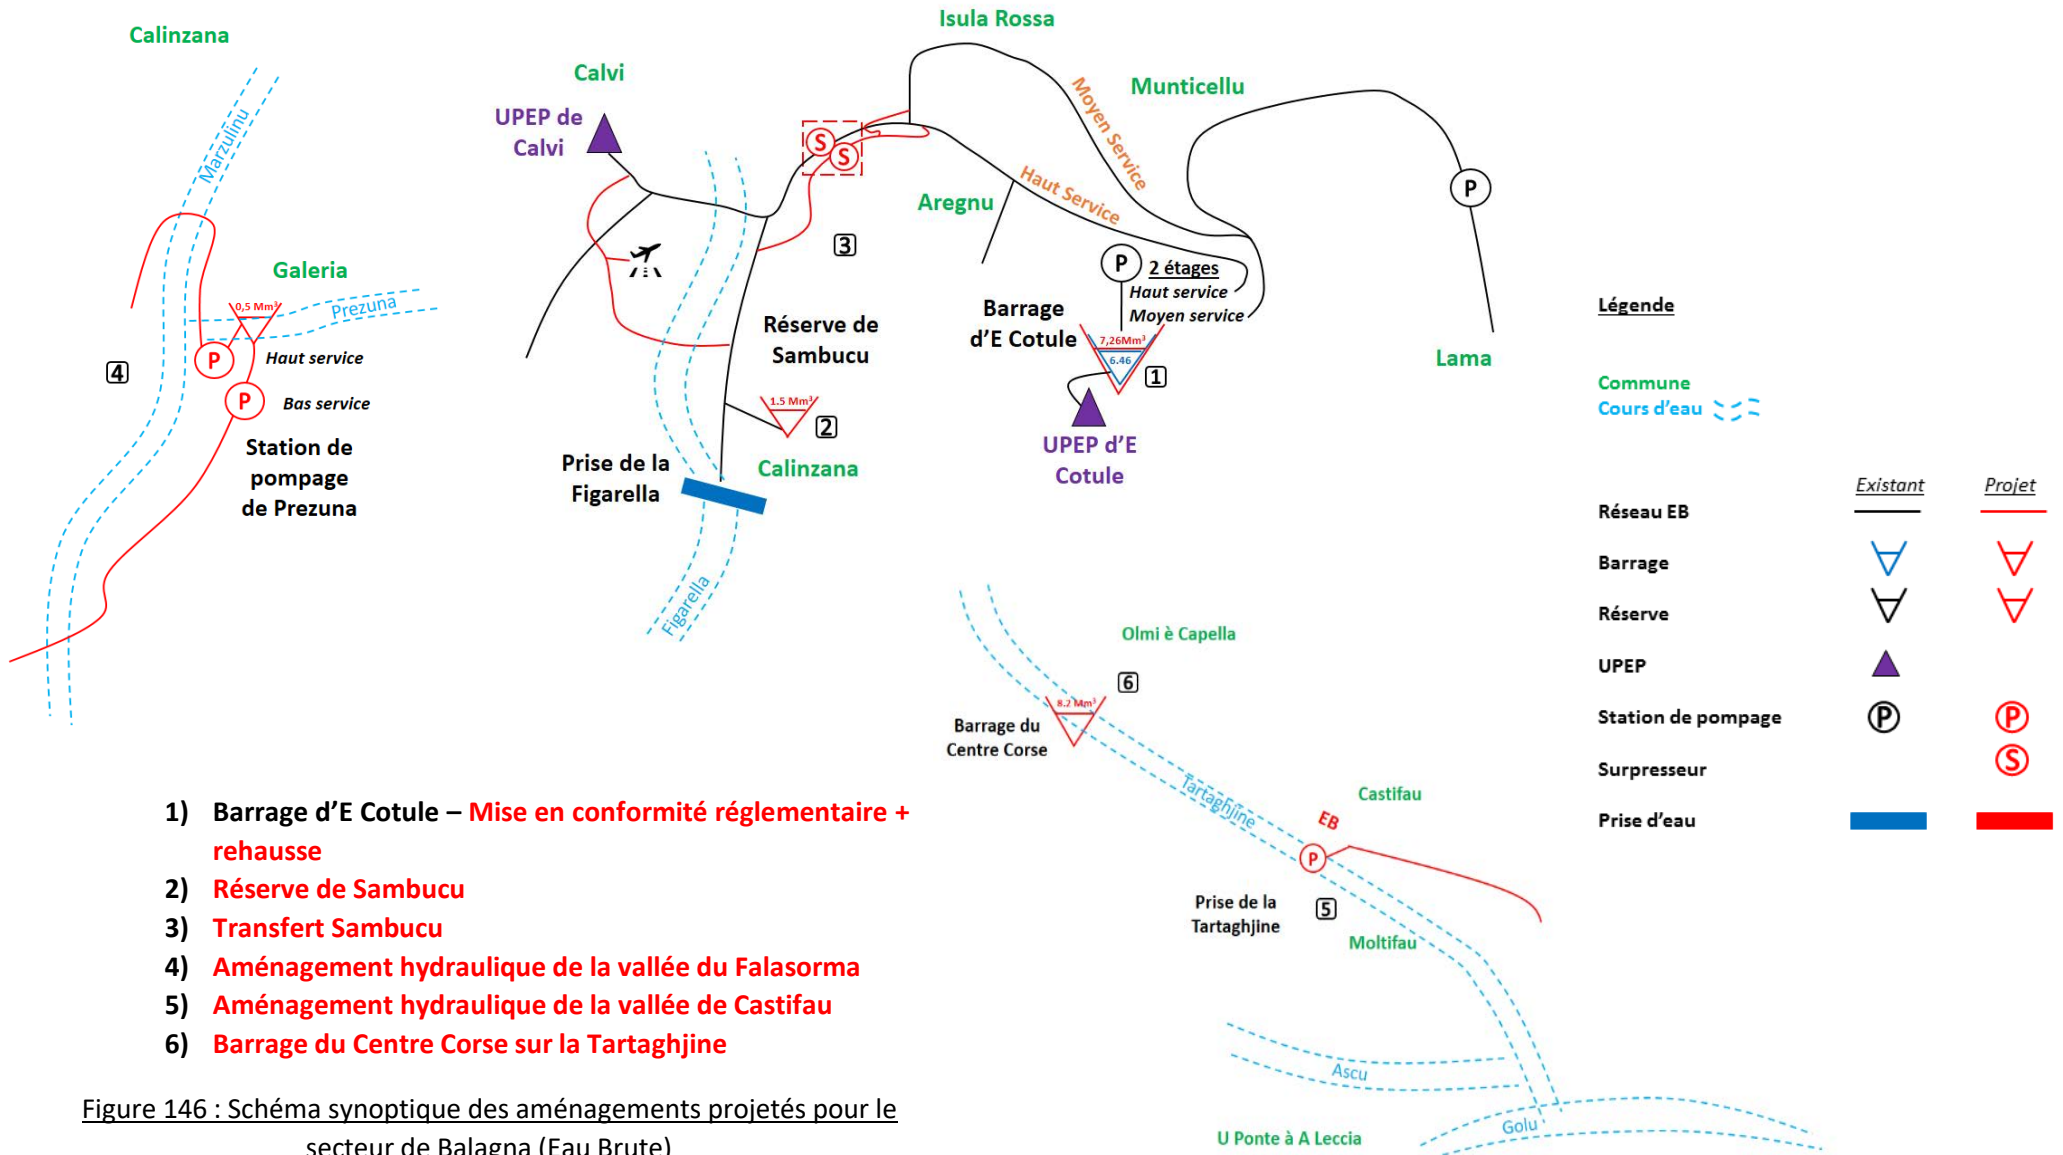 Calinzana
Marzulinu
Galeria
0,5 Mm³
Prezuna
P
Haut service
4
P
Bas service
Station de
pompage
de Prezuna
Calvi
UPEP de
Calvi
S
S
3
Réserve de
Sambucu
1.5 Mm³
2
Calinzana
Prise de la
Figarella
Figarella
Isula Rossa
Munticellu
Moyen Service
Haut Service
Aregnu
P
2 étages
Haut service
Moyen service
Barrage
d'E Cotule
7,26Mm³
6.46
1
UPEP d'E
Cotule
P
Lama
Légende
Commune
Cours d'eau
Existant
Projet
Réseau EB
Barrage
Réserve
UPEP
Station de pompage
P
P
Surpresseur
S
Prise d'eau
Olmi è Capella
6
8.2 Mm³
Barrage du
Centre Corse
Tartaghjine
Castifau
EB
P
Prise de la
Tartaghjine
5
Moltifau
Ascu
Golu
U Ponte à A Leccia
1) Barrage d'E Cotule – Mise en conformité réglementaire +
rehausse
2) Réserve de Sambucu
3) Transfert Sambucu
4) Aménagement hydraulique de la vallée du Falasorma
5) Aménagement hydraulique de la vallée de Castifau
6) Barrage du Centre Corse sur la Tartaghjine
Figure 146 : Schéma synoptique des aménagements projetés pour le
secteur de Balagna (Eau Brute)